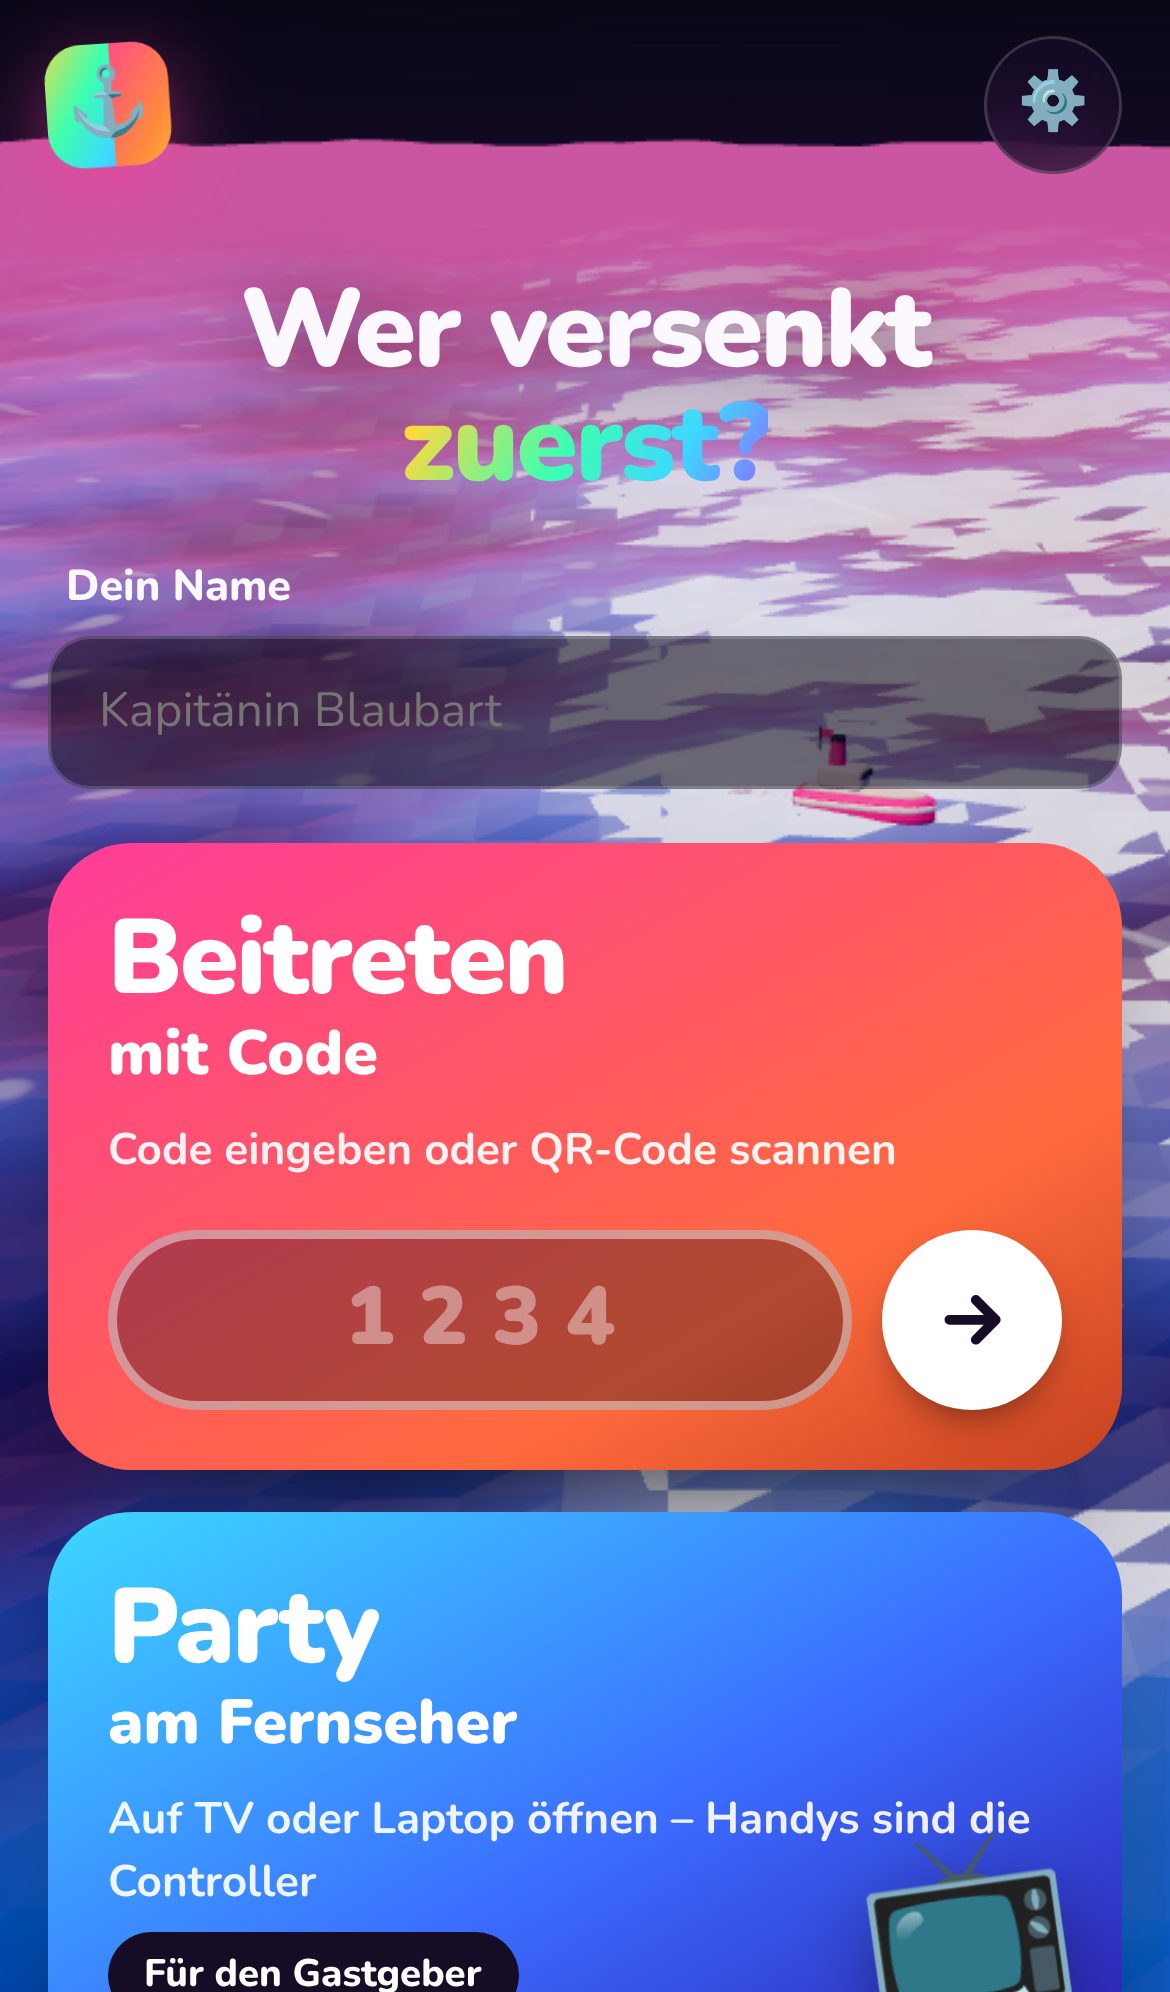 Wer versenkt
zuerst?
Dein Name
Kapitänin Blaubart
Beitreten
mit Code
Code eingeben oder QR-Code scannen
1 2 3 4
Party
am Fernseher
Auf TV oder Laptop öffnen – Handys sind die
Controller
Für den Gastgeber